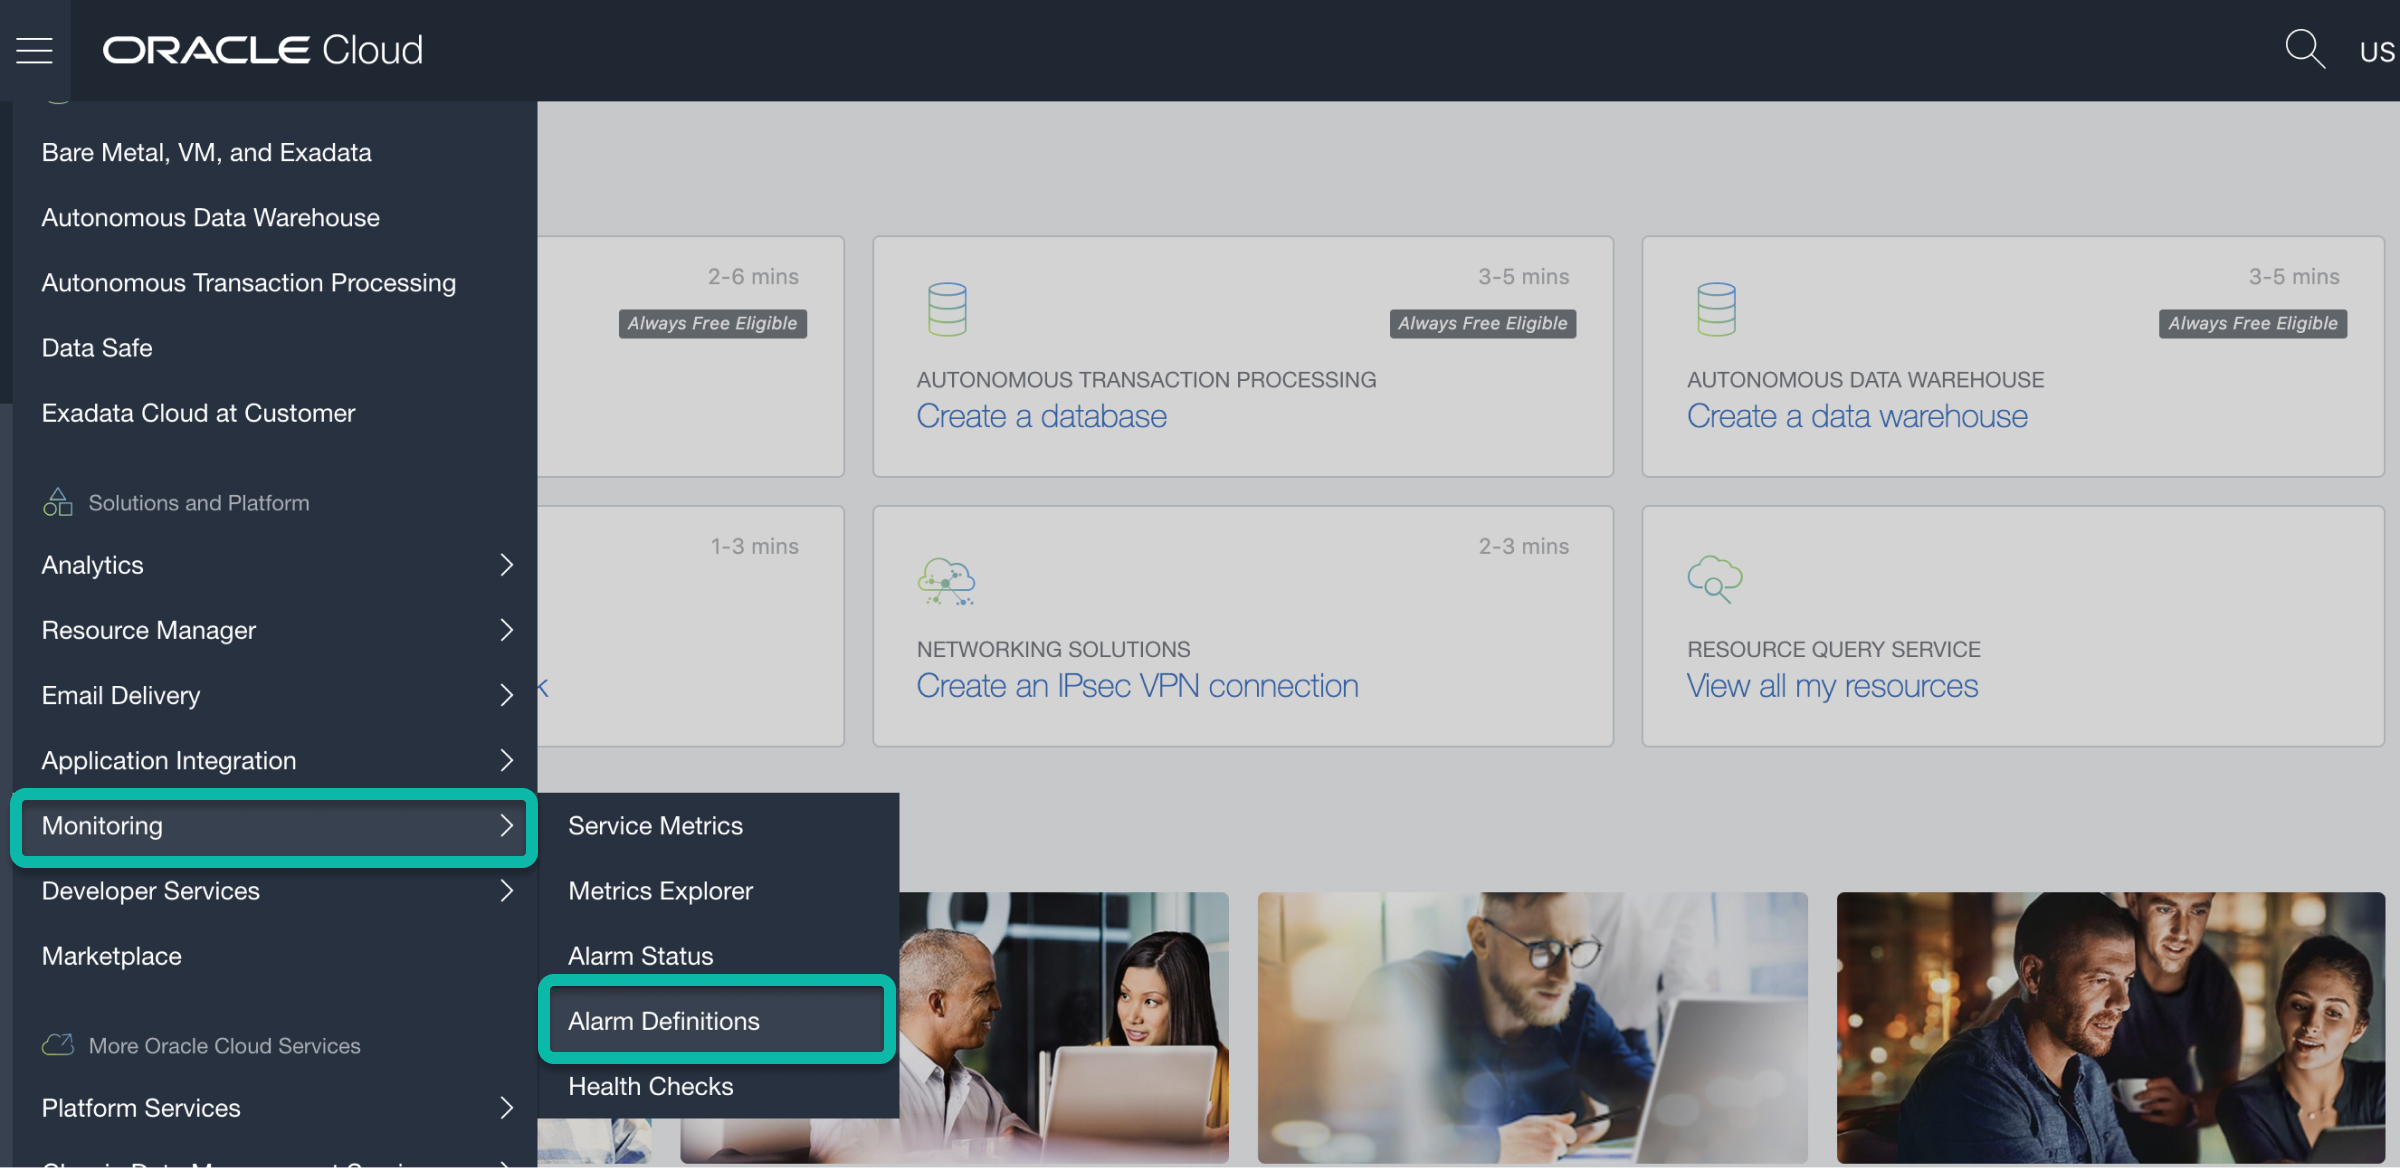 ORACLE Cloud
US
Bare Metal, VM, and Exadata
Autonomous Data Warehouse
Autonomous Transaction Processing
Data Safe
Exadata Cloud at Customer
Solutions and Platform
Analytics
Resource Manager
Email Delivery
Application Integration
Monitoring
Developer Services
Marketplace
More Oracle Cloud Services
Platform Services
Service Metrics
Metrics Explorer
Alarm Status
Alarm Definitions
Health Checks
2-6 mins
Always Free Eligible
3-5 mins
Always Free Eligible
AUTONOMOUS TRANSACTION PROCESSING
Create a database
3-5 mins
Always Free Eligible
AUTONOMOUS DATA WAREHOUSE
Create a data warehouse
1-3 mins
k
2-3 mins
NETWORKING SOLUTIONS
Create an IPsec VPN connection
RESOURCE QUERY SERVICE
View all my resources